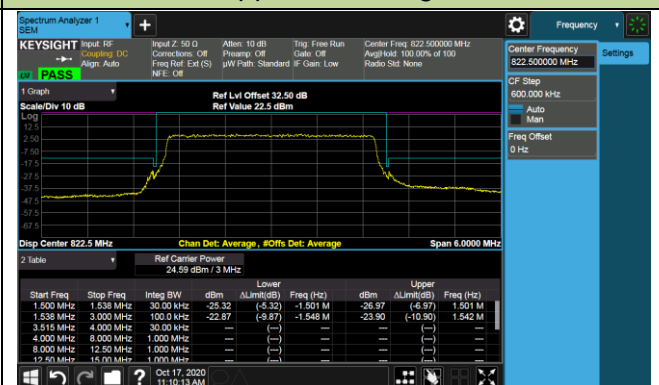 Spectrum Analyzer 1
SEM
Frequency
KEYSIGHT Input: RF
Coupling: DC
Align: Auto
Input Z: 50 Ω
Corrections: Off
Freq Ref: Ext (S)
NFE: Off
Atten: 10 dB
Preamp: Off
µW Path: Standard
Trig: Free Run
Gate: Off
IF Gain: Low
Center Freq: 822.500000 MHz
Avg|Hold: 100.00% of 100
Radio Std: None
PASS
Center Frequency
822.500000 MHz
Settings
CF Step
600.000 kHz
Auto
Man
Freq Offset
0 Hz
1 Graph
Scale/Div 10 dB
Ref Lvl Offset 32.50 dB
Ref Value 22.5 dBm
Log
12.5
2.50
-7.50
-17.5
-27.5
-37.5
-47.5
-57.5
-67.5
Disp Center 822.5 MHz Chan Det: Average, #Offs Det: Average Span 6.0000 MHz
2 Table
Ref Carrier Power
24.59 dBm / 3 MHz
Lower Upper
Start Freq Stop Freq Integ BW dBm ΔLimit(dB) Freq (Hz) dBm ΔLimit(dB) Freq (Hz)
1.500 MHz 1.538 MHz 30.00 kHz -25.32 (-5.32) -1.501 M -26.97 (-6.97) 1.501 M
1.538 MHz 3.000 MHz 100.0 kHz -22.87 (-9.87) -1.548 M -23.90 (-10.90) 1.542 M
3.515 MHz 4.000 MHz 30.00 kHz --- (---) --- --- (---) ---
4.000 MHz 8.000 MHz 1.000 MHz --- (---) --- --- (---) ---
8.000 MHz 12.50 MHz 1.000 MHz --- (---) --- --- (---) ---
12.50 MHz 15.00 MHz 1.000 MHz --- (---) --- --- (---) ---
? Oct 17, 2020
11:10:13 AM